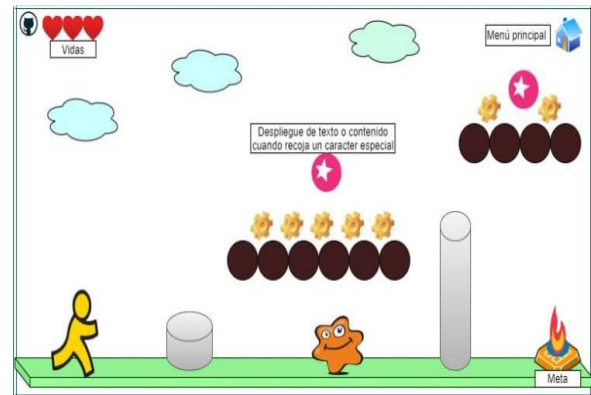 Vidas
Menú principal
Despliegue de texto o contenido
cuando recoja un caracter especial
Meta